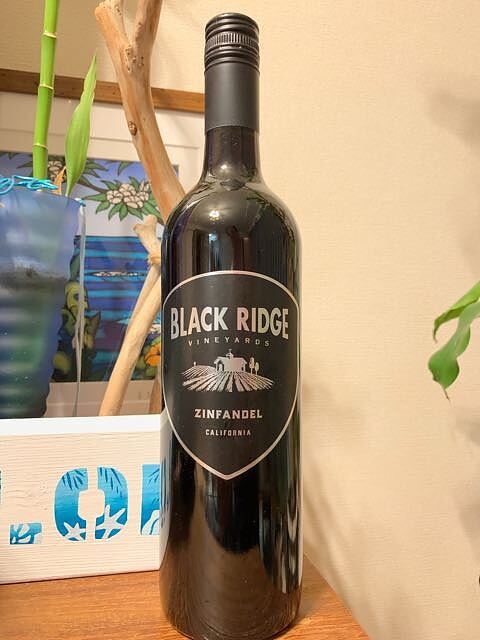 BLACK RIDGE
VINEYARDS
ZINFANDEL
CALIFORNIA